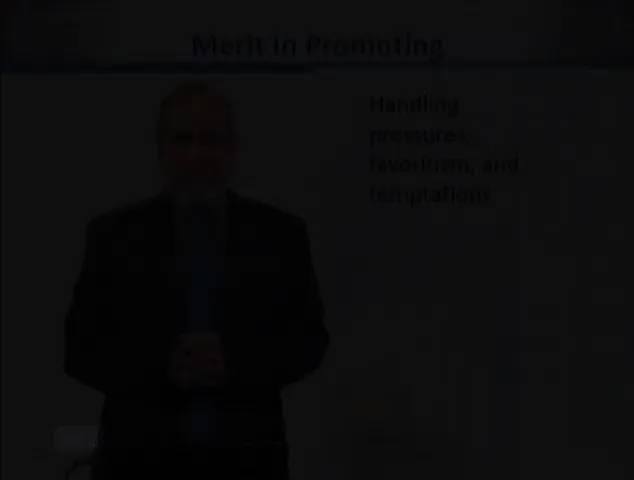 Merit in Promoting
Handling
pressures,
favoritism, and
temptations